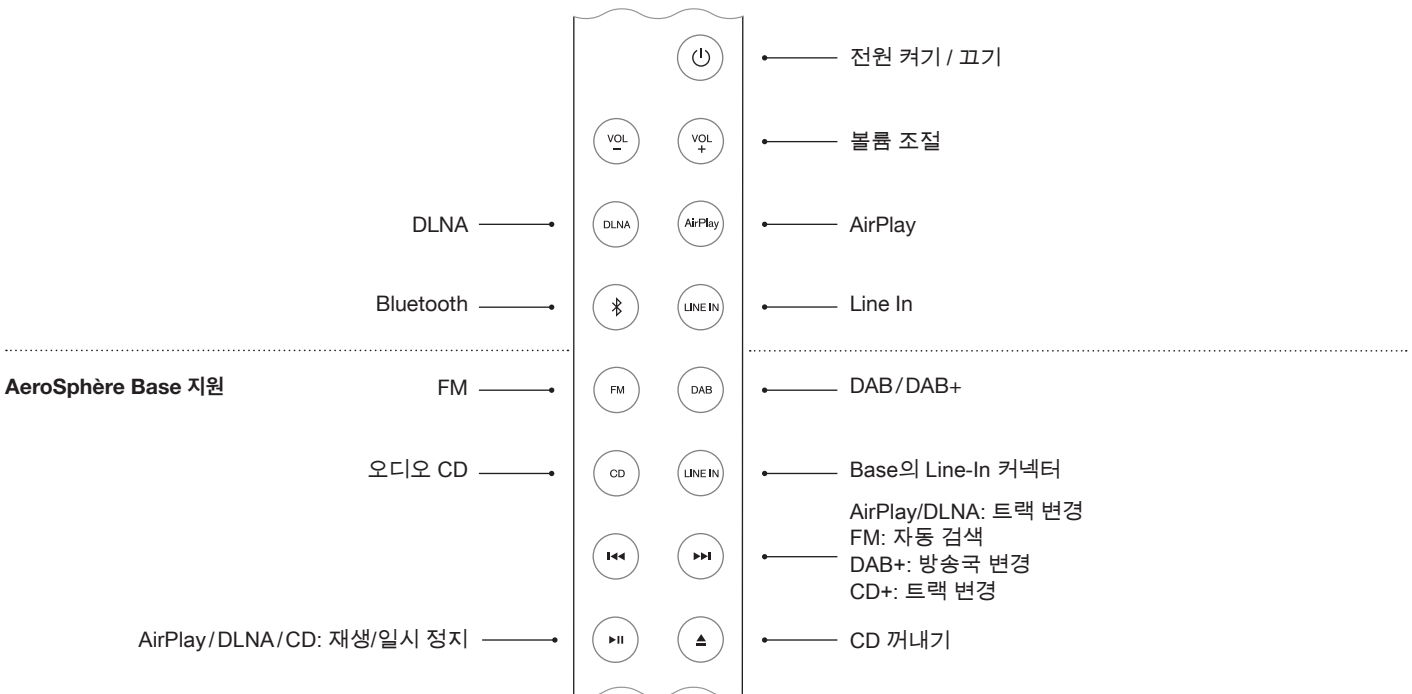 전원 켜기 / 끄기
VOL
−
VOL
+
볼륨 조절
DLNA
DLNA
AirPlay
AirPlay
Bluetooth
LINE IN
Line In
AeroSphère Base 지원
FM
FM
DAB
DAB/DAB+
오디오 CD
CD
LINE IN
Base의 Line-In 커넥터
AirPlay/DLNA: 트랙 변경
FM: 자동 검색
DAB+: 방송국 변경
CD+: 트랙 변경
AirPlay/DLNA/CD: 재생/일시 정지
CD 꺼내기